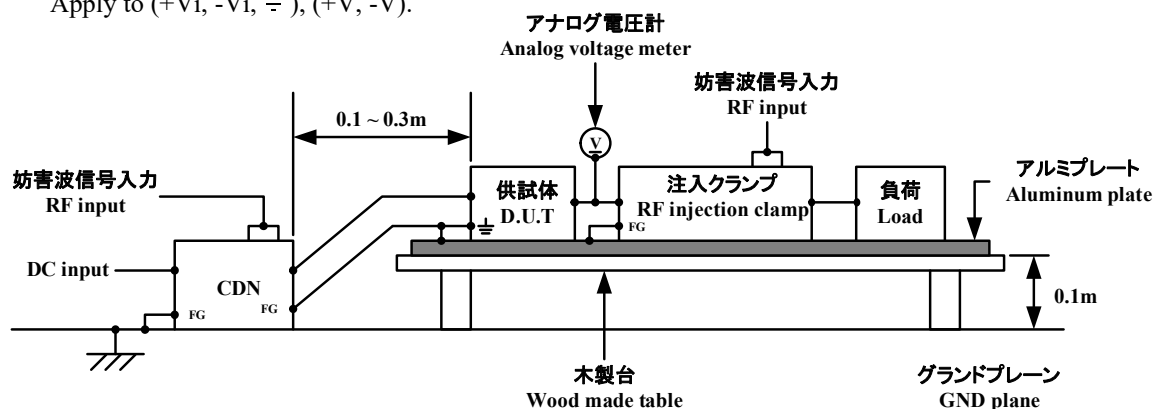 Apply to (+Vi, -Vi, ⏚ ), (+V, -V).
アナログ電圧計
Analog voltage meter
妨害波信号入力
RF input
0.1 ~ 0.3m
V
妨害波信号入力
RF input
供試体
D.U.T
注入クランプ
RF injection clamp
FG
負荷
Load
アルミプレート
Aluminum plate
DC input
CDN
FG
FG
0.1m
木製台
Wood made table
グランドプレーン
GND plane